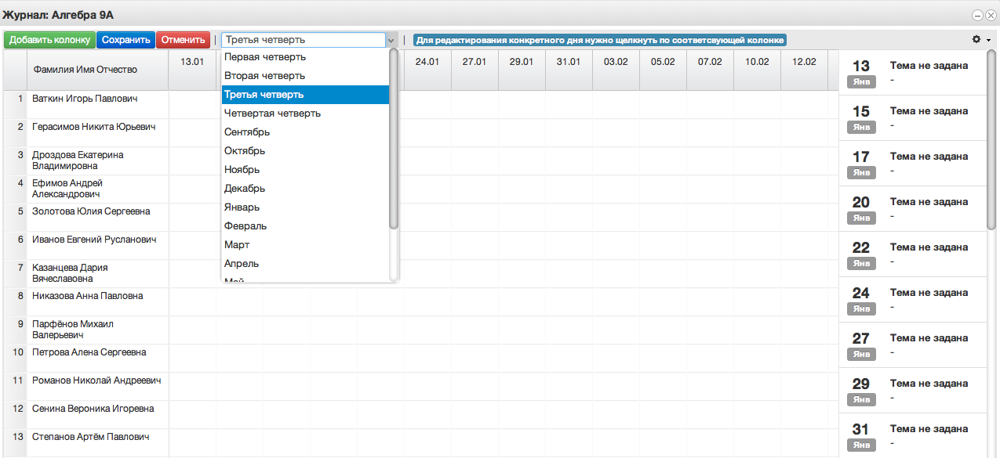 Журнал: Алгебра 9А
Добавить колонку Сохранить Отменить | Третья четверть | Для редактирования конкретного дня нужно щелкнуть по соответсвующей колонке
Фамилия Имя Отчество 13.01 24.01 27.01 29.01 31.01 03.02 05.02 07.02 10.02 12.02
Первая четверть
Вторая четверть
Третья четверть
Четвертая четверть
Сентябрь
Октябрь
Ноябрь
Декабрь
Январь
Февраль
Март
Апрель
Май
1 Ваткин Игорь Павлович
2 Герасимов Никита Юрьевич
3 Дроздова Екатерина
Владимировна
4 Ефимов Андрей
Александрович
5 Золотова Юлия Сергеевна
6 Иванов Евгений Русланович
7 Казанцева Дария
Вячеславовна
8 Никазова Анна Павловна
9 Парфёнов Михаил
Валерьевич
10 Петрова Алена Сергеевна
11 Романов Николай Андреевич
12 Сенина Вероника Игоревна
13 Степанов Артём Павлович
13 Тема не задана
Янв -
15 Тема не задана
Янв -
17 Тема не задана
Янв -
20 Тема не задана
Янв -
22 Тема не задана
Янв -
24 Тема не задана
Янв -
27 Тема не задана
Янв -
29 Тема не задана
Янв -
31 Тема не задана
Янв -